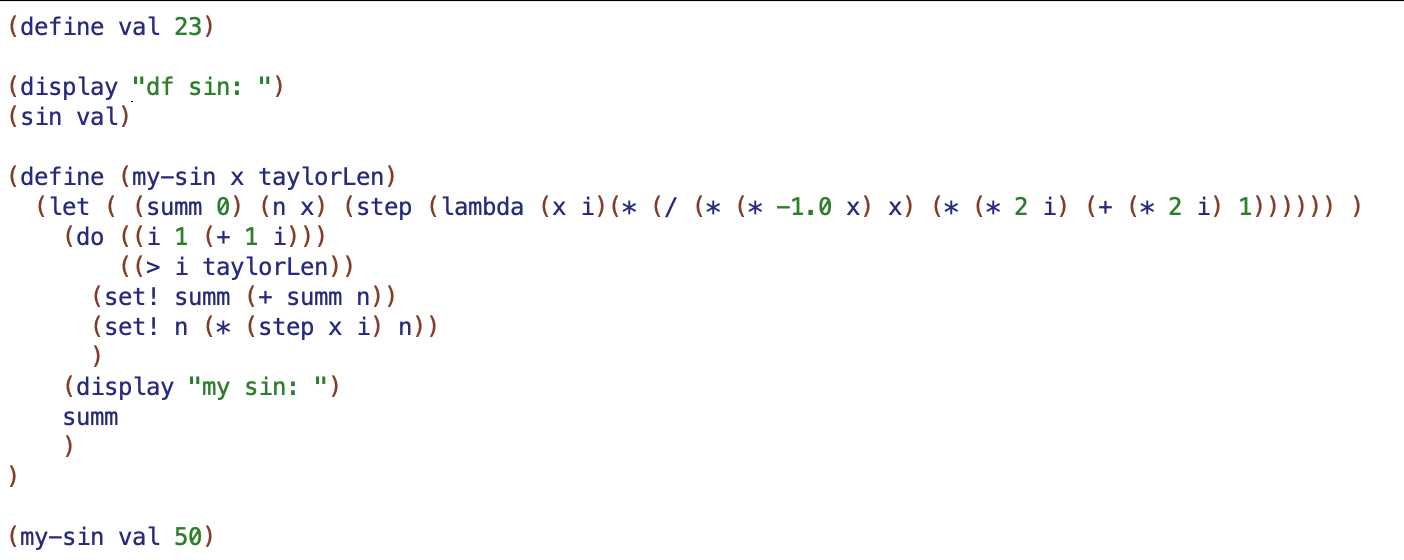 (define val 23)

(display "df sin: ")
(sin val)

(define (my-sin x taylorLen)
  (let ( (summ 0) (n x) (step (lambda (x i)(* (/ (* (* -1.0 x) x) (* (* 2 i) (+ (* 2 i) 1)))))) )
    (do ((i 1 (+ 1 i)))
        ((> i taylorLen))
      (set! summ (+ summ n))
      (set! n (* (step x i) n))
      )
    (display "my sin: ")
    summ
    )
)

(my-sin val 50)